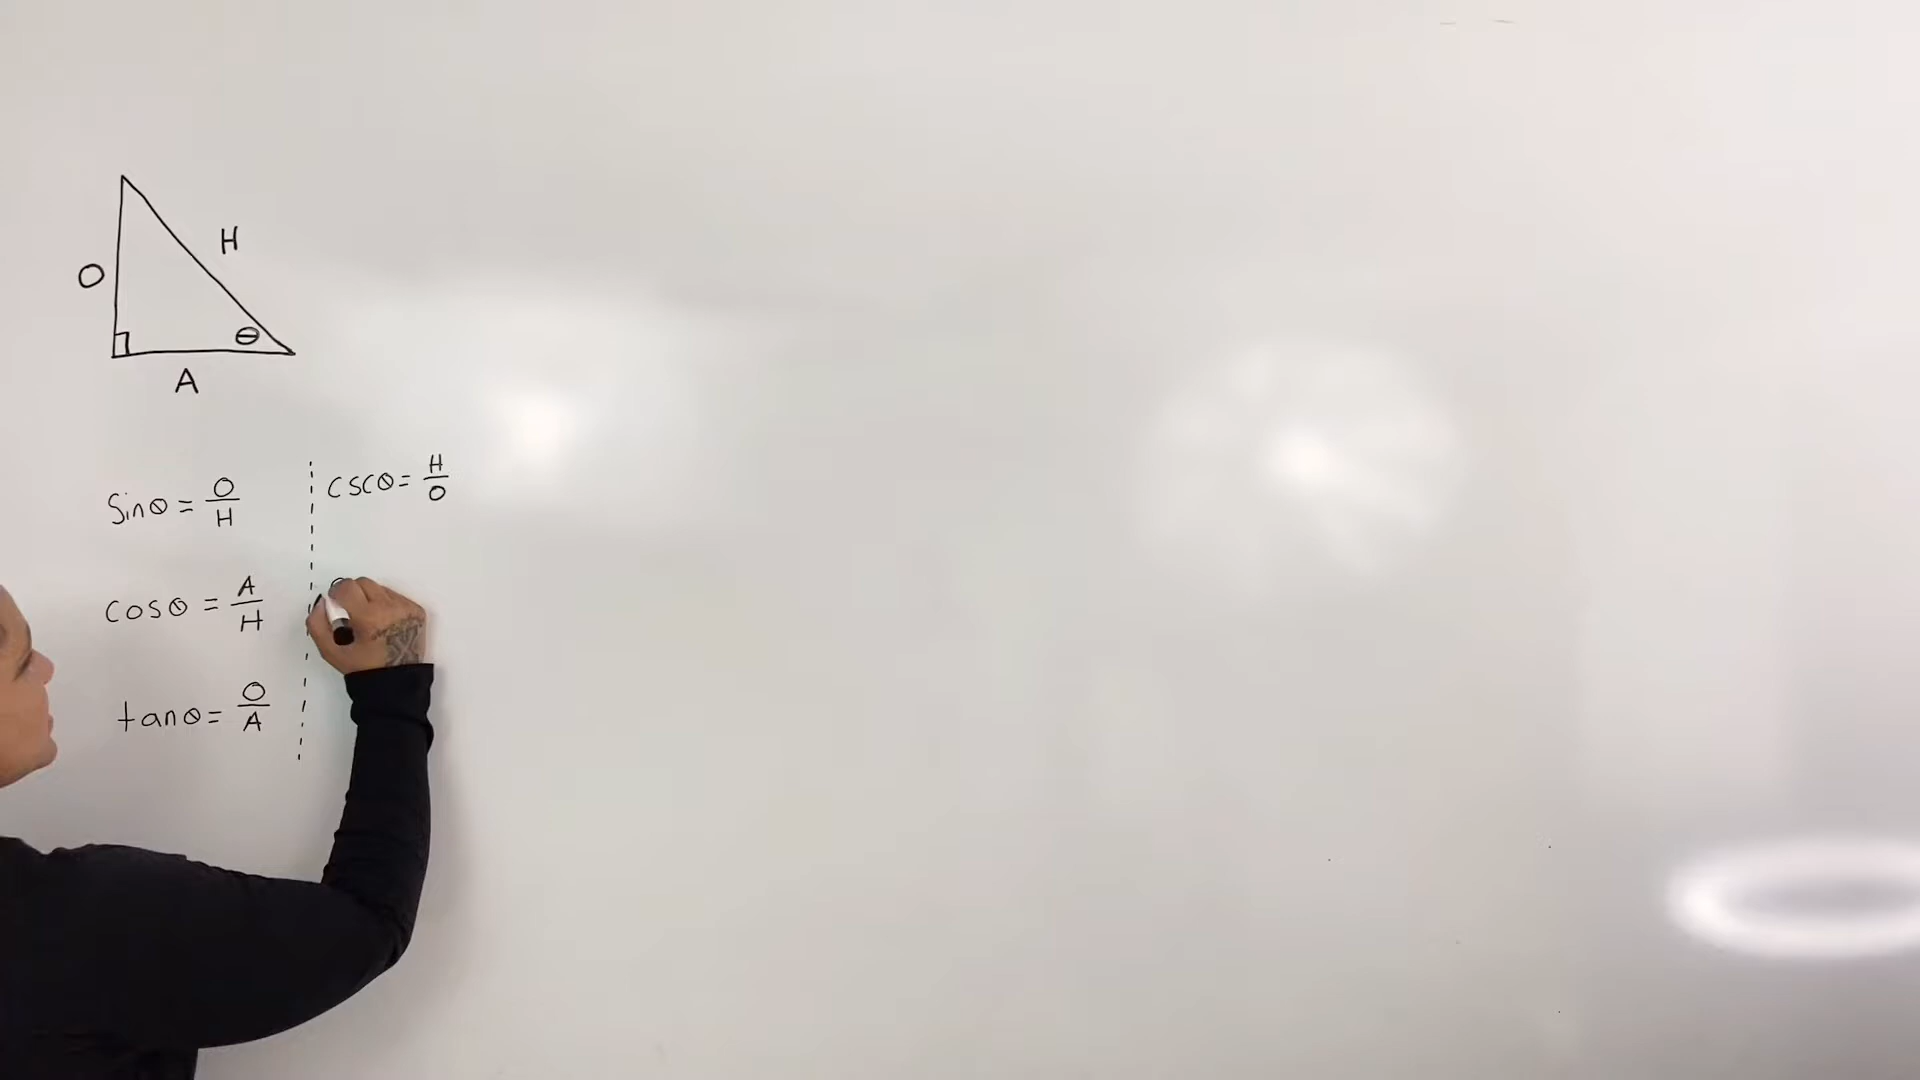 H
O
θ
A
sinθ = O/H
cscθ = H/O
cosθ = A/H
tanθ = O/A